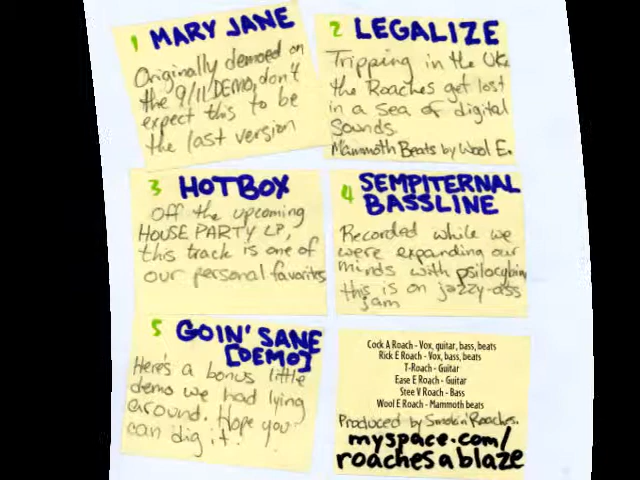 1 MARY JANE
Originally demoed on
the 9/11 DEMO, don't
expect this to be
the last version
2 LEGALIZE
Tripping in the UK,
the Roaches get lost
in a sea of digital
sounds.
Mammoth Beats by Wool E.
3 HOTBOX
Off the upcoming
HOUSE PARTY LP,
this track is one of
our personal favorites
4 SEMPITERNAL
BASSLINE
Recorded while we
were expanding our
minds with psilocybin
this is on jazzy-ass
jam
5 GOIN' SANE
[DEMO]
Here's a bonus little
demo we had lying
around. Hope you
can dig it!
Cock A Roach - Vox, guitar, bass, beats
Rick E Roach - Vox, bass, beats
T-Roach - Guitar
Ease E Roach - Guitar
Stee V Roach - Bass
Wool E Roach - Mammoth beats
Produced by Smokin' Roaches.
myspace.com/
roachesablaze